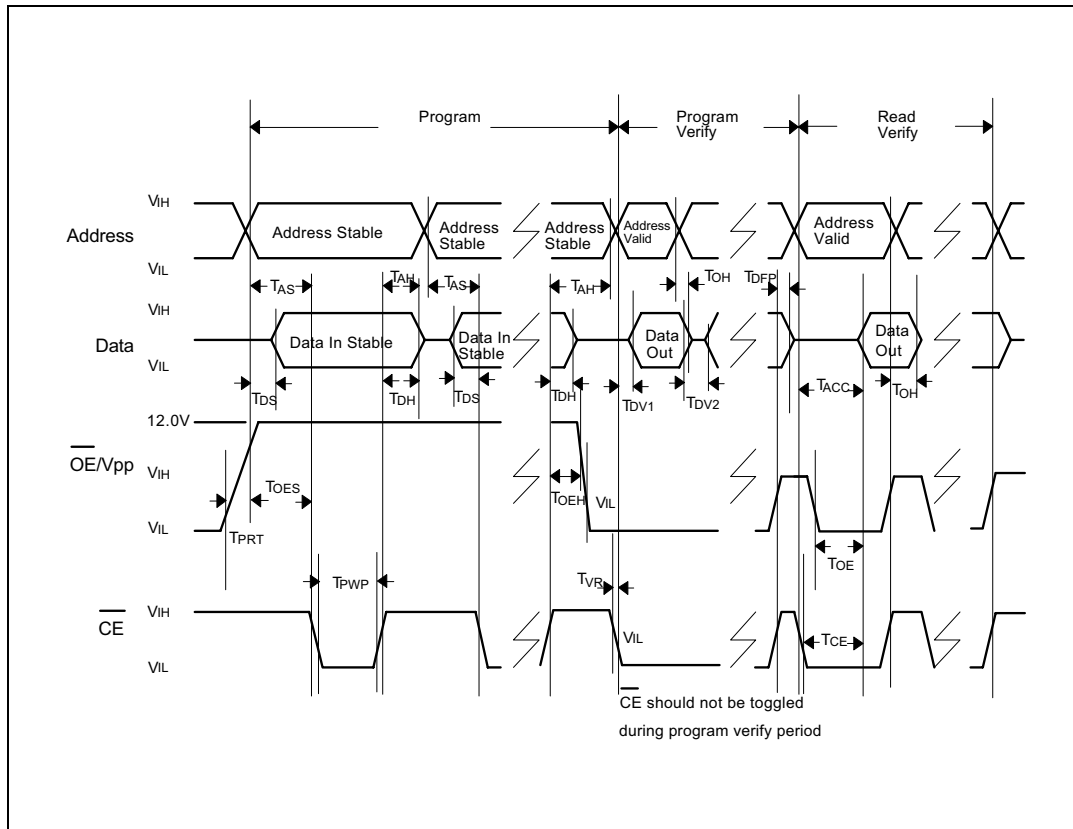 Program
Program
Verify
Read
Verify
Address
VIH
VIL
Address Stable
Address
Stable
Address
Stable
Address
Valid
Address
Valid
TAS
TAH
TAS
TAH
TOH
TDFP
Data
VIH
VIL
Data In Stable
Data In
Stable
Data
Out
Data
Out
TDS
TDH
TDS
TDH
TDV1
TDV2
TACC
TOH
OE/Vpp
12.0V
VIH
VIL
TPRT
TOES
TOEH
VIL
TOE
CE
VIH
VIL
TPWP
TVR
VIL
TCE
CE should not be toggled
during program verify period